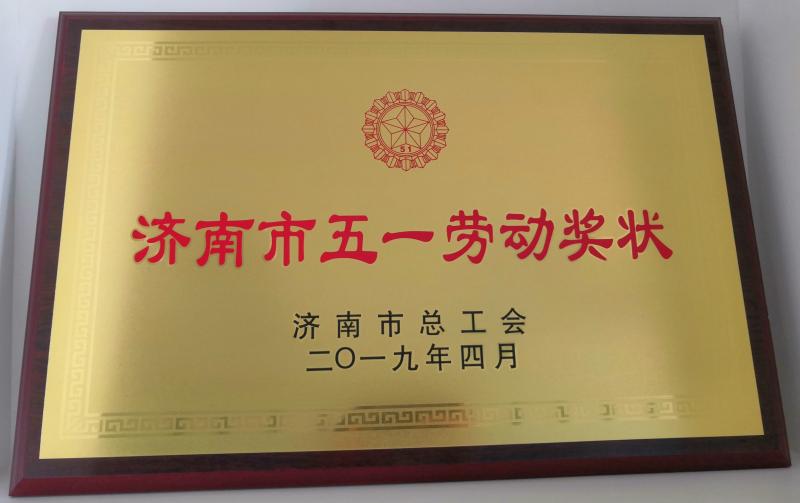 51
济南市五一劳动奖状
济南市总工会
二〇一九年四月